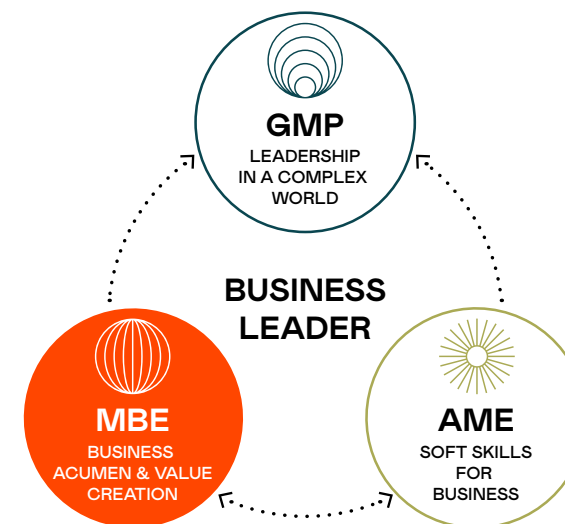 GMP
LEADERSHIP
IN A COMPLEX
WORLD
BUSINESS
LEADER
MBE
BUSINESS
ACUMEN & VALUE
CREATION
AME
SOFT SKILLS
FOR
BUSINESS